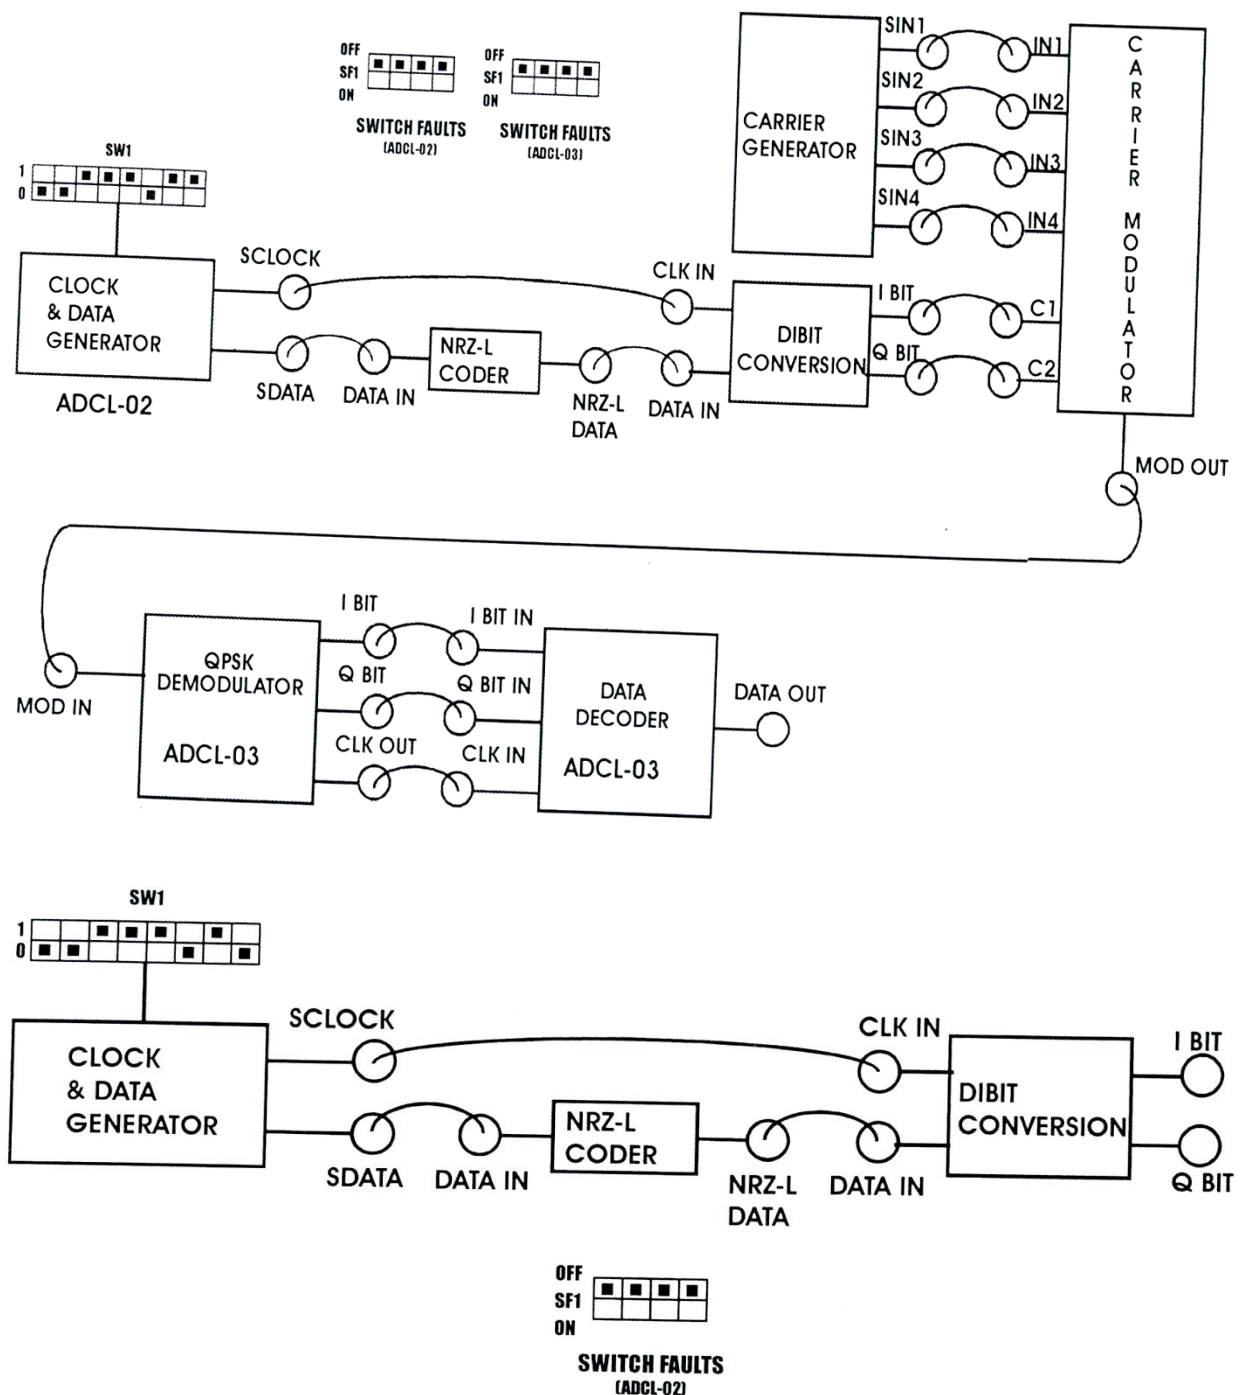 OFF
SF1
ON
SWITCH FAULTS
(ADCL-02)
OFF
SF1
ON
SWITCH FAULTS
(ADCL-03)
SW1
1
0
CLOCK
& DATA
GENERATOR
ADCL-02
SCLOCK
SDATA
DATA IN
NRZ-L
CODER
NRZ-L
DATA
CLK IN
DATA IN
DIBIT
CONVERSION
CARRIER
GENERATOR
SIN1
SIN2
SIN3
SIN4
IN1
IN2
IN3
IN4
I BIT
Q BIT
C1
C2
CARRIER MODULATOR
MOD OUT
MOD IN
QPSK
DEMODULATOR
ADCL-03
I BIT
Q BIT
CLK OUT
I BIT IN
Q BIT IN
CLK IN
DATA
DECODER
ADCL-03
DATA OUT
SW1
1
0
CLOCK
& DATA
GENERATOR
SCLOCK
SDATA
DATA IN
NRZ-L
CODER
NRZ-L
DATA
CLK IN
DATA IN
DIBIT
CONVERSION
I BIT
Q BIT
OFF
SF1
ON
SWITCH FAULTS
(ADCL-02)